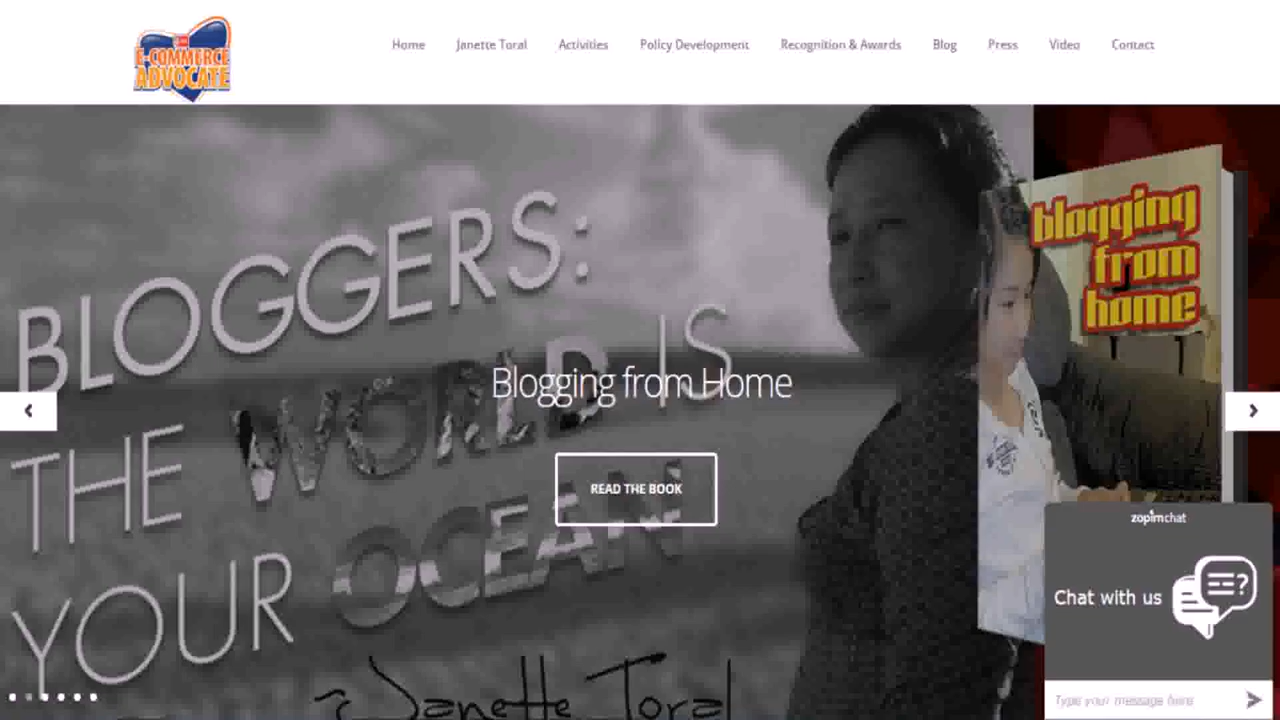 E-COMMERCE
ADVOCATE
Home Janette Toral Activities Policy Development Recognition & Awards Blog Press Video Contact
BLOGGERS:
THE WORLD IS
YOUR OCEAN
Janette Toral
Blogging from Home
READ THE BOOK
blogging
from
home
zopimchat
Chat with us
Type your message here